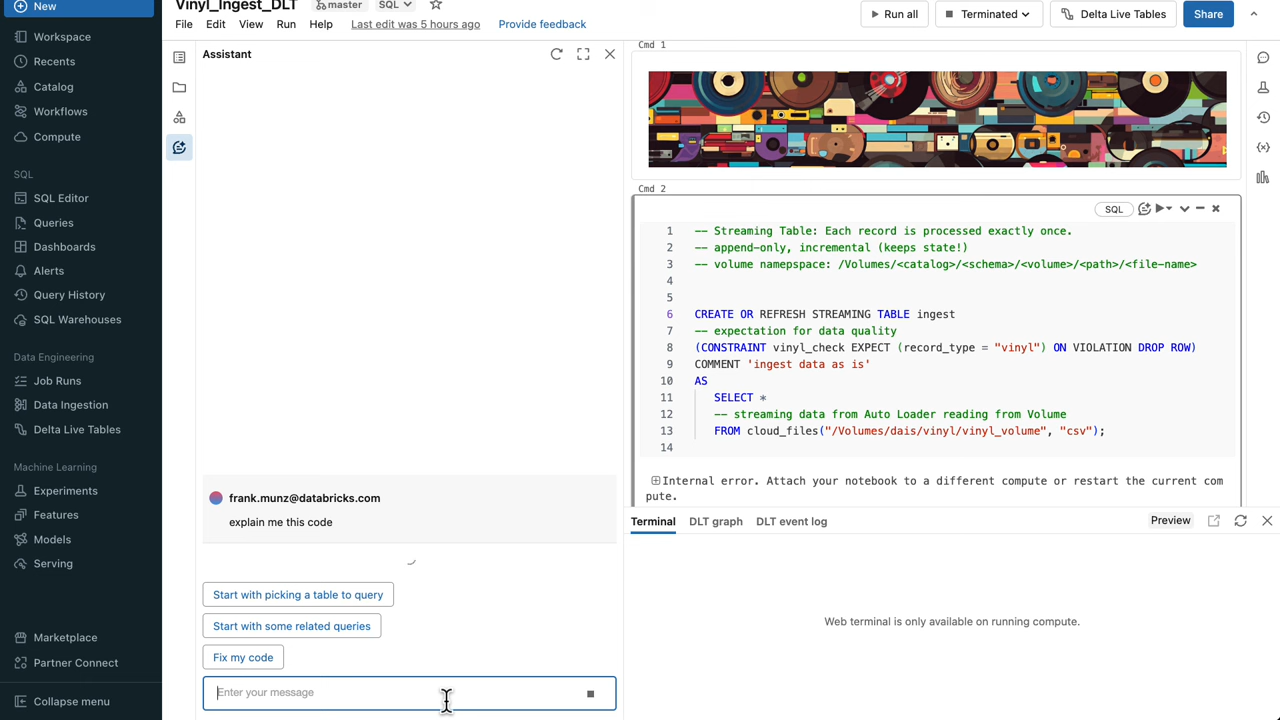 New
Workspace
Recents
Catalog
Workflows
Compute
SQL
SQL Editor
Queries
Dashboards
Alerts
Query History
SQL Warehouses
Data Engineering
Job Runs
Data Ingestion
Delta Live Tables
Machine Learning
Experiments
Features
Models
Serving
Marketplace
Partner Connect
Collapse menu
Vinyl_Ingest_DLT master SQL
File Edit View Run Help Last edit was 5 hours ago Provide feedback
Run all Terminated Delta Live Tables Share
Assistant
frank.munz@databricks.com
explain me this code
Start with picking a table to query
Start with some related queries
Fix my code
Enter your message
Cmd 1
Cmd 2
SQL
1 -- Streaming Table: Each record is processed exactly once.
2 -- append-only, incremental (keeps state!)
3 -- volume namepspace: /Volumes/<catalog>/<schema>/<volume>/<path>/<file-name>
4
5
6 CREATE OR REFRESH STREAMING TABLE ingest
7 -- expectation for data quality
8 (CONSTRAINT vinyl_check EXPECT (record_type = "vinyl") ON VIOLATION DROP ROW)
9 COMMENT 'ingest data as is'
10 AS
11 SELECT *
12 -- streaming data from Auto Loader reading from Volume
13 FROM cloud_files("/Volumes/dais/vinyl/vinyl_volume", "csv");
14
Internal error. Attach your notebook to a different compute or restart the current com
pute.
Terminal DLT graph DLT event log Preview
Web terminal is only available on running compute.